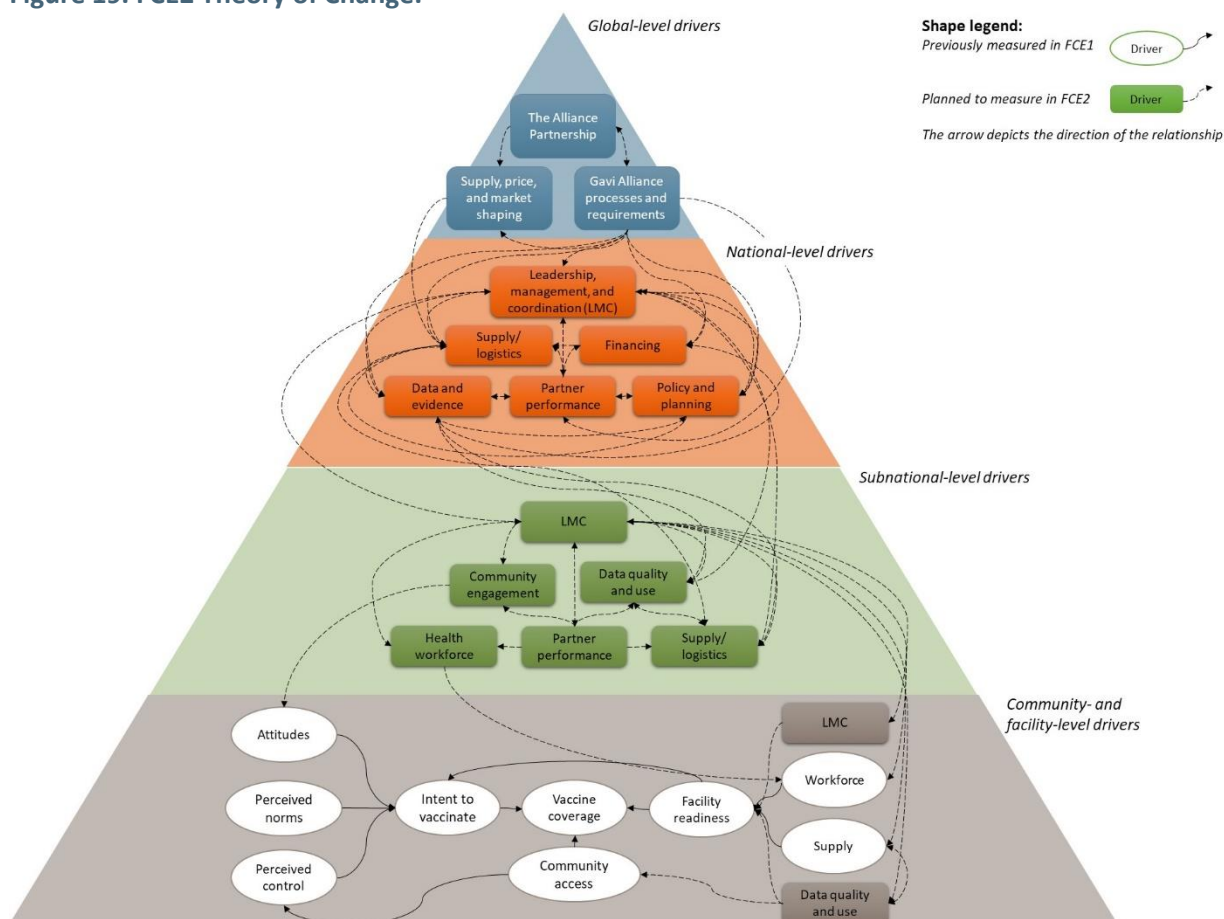 Figure 19: FCE2 Theory of Change:
Global-level drivers
Shape legend:
Previously measured in FCE1
Driver
Planned to measure in FCE2
Driver
The arrow depicts the direction of the relationship
The Alliance
Partnership
Supply, price,
and market
shaping
Gavi Alliance
processes and
requirements
National-level drivers
Leadership,
management, and
coordination (LMC)
Supply/
logistics
Financing
Data and
evidence
Partner
performance
Policy and
planning
Subnational-level drivers
LMC
Community
engagement
Data quality
and use
Health
workforce
Partner
performance
Supply/
logistics
Community- and
facility-level drivers
LMC
Attitudes
Workforce
Perceived
norms
Intent to
vaccinate
Vaccine
coverage
Facility
readiness
Supply
Perceived
control
Community
access
Data quality
and use